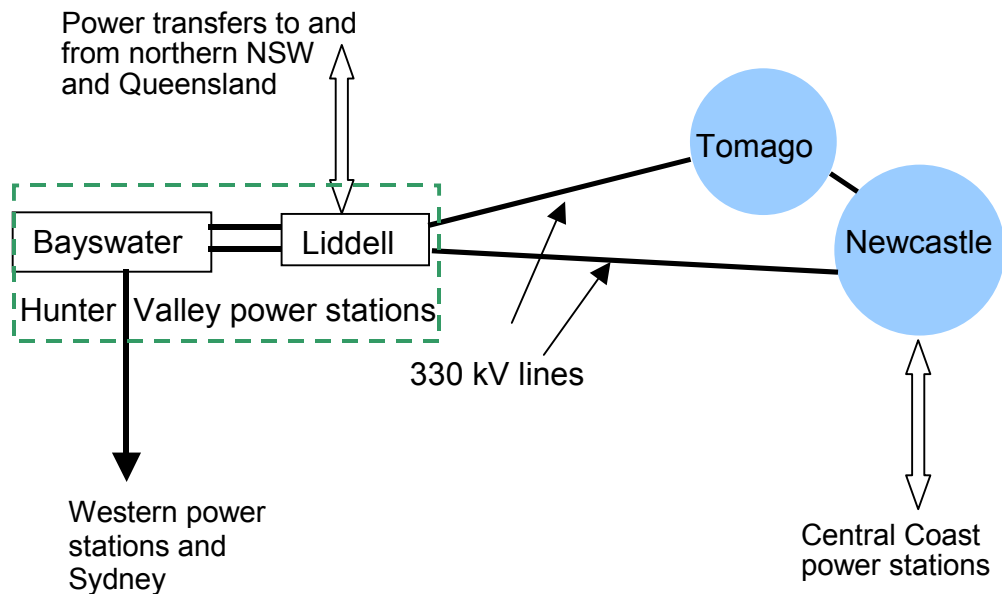 Power transfers to and
from northern NSW
and Queensland
Tomago
Bayswater
Liddell
Newcastle
Hunter Valley power stations
330 kV lines
Western power
stations and
Sydney
Central Coast
power stations